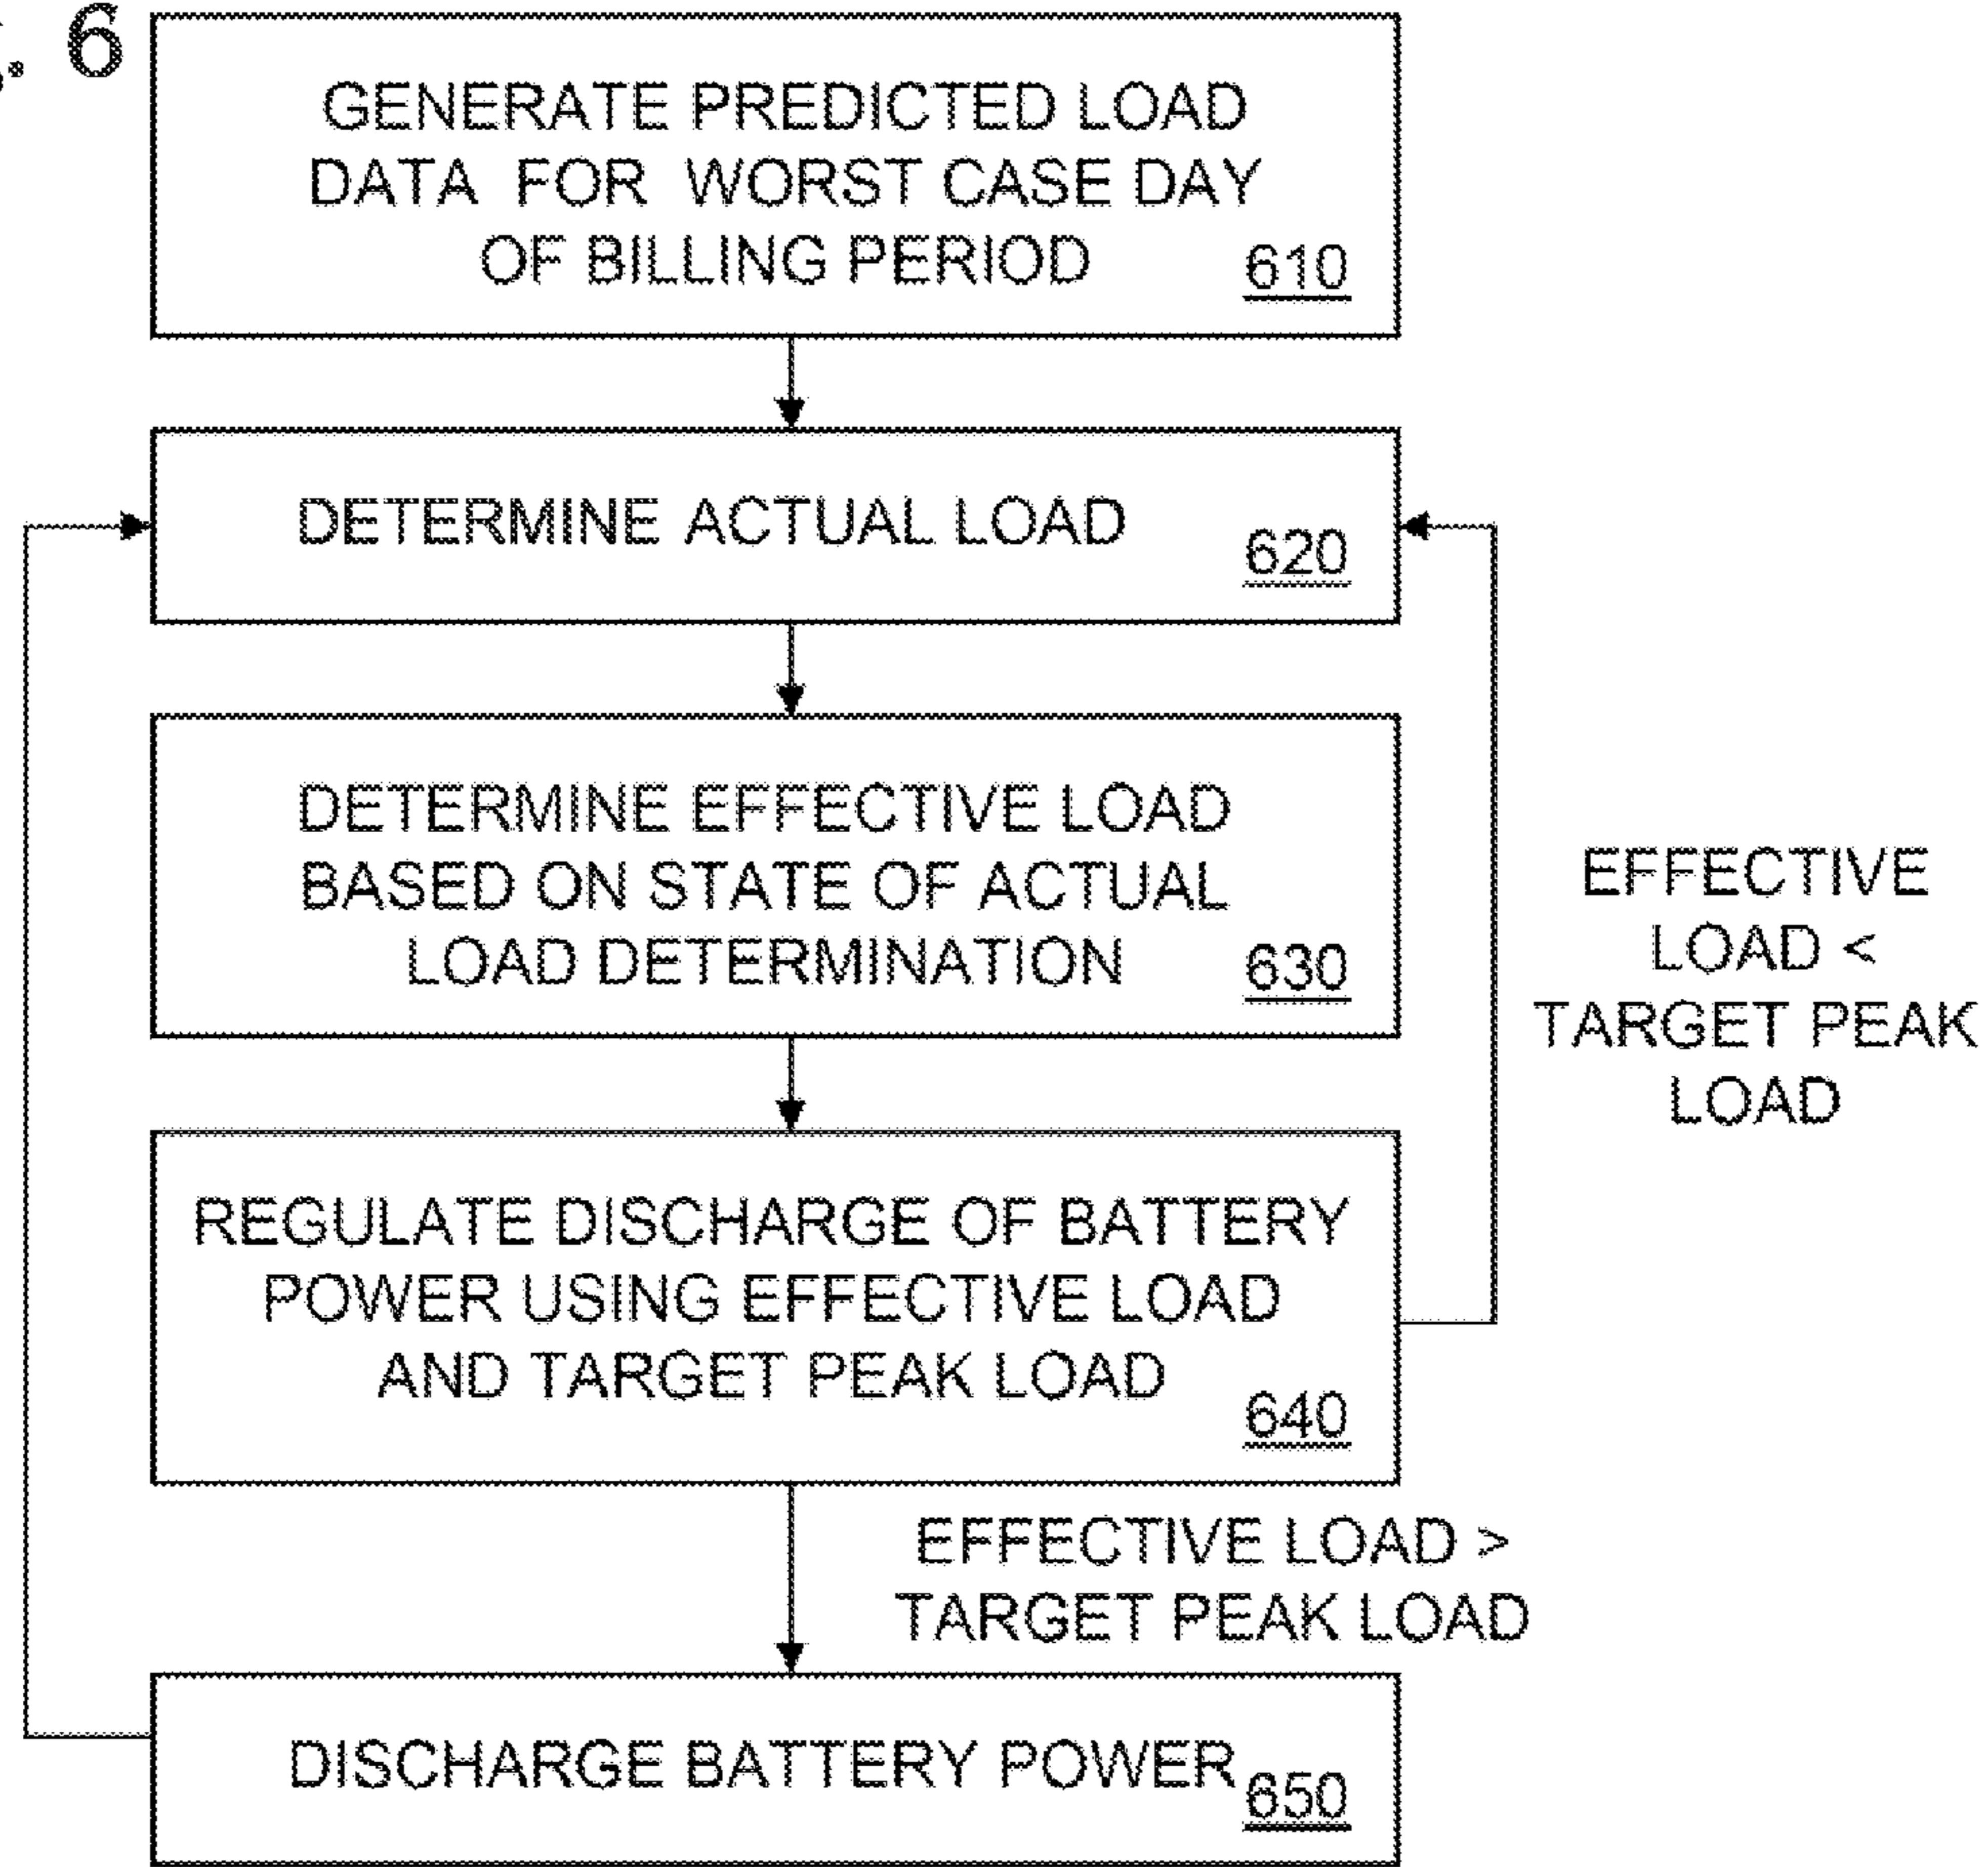 . 6
GENERATE PREDICTED LOAD
DATA FOR WORST CASE DAY
OF BILLING PERIOD
610
DETERMINE ACTUAL LOAD
620
DETERMINE EFFECTIVE LOAD
BASED ON STATE OF ACTUAL
LOAD DETERMINATION
630
EFFECTIVE
LOAD <
TARGET PEAK
LOAD
REGULATE DISCHARGE OF BATTERY
POWER USING EFFECTIVE LOAD
AND TARGET PEAK LOAD
640
EFFECTIVE LOAD >
TARGET PEAK LOAD
DISCHARGE BATTERY POWER
650